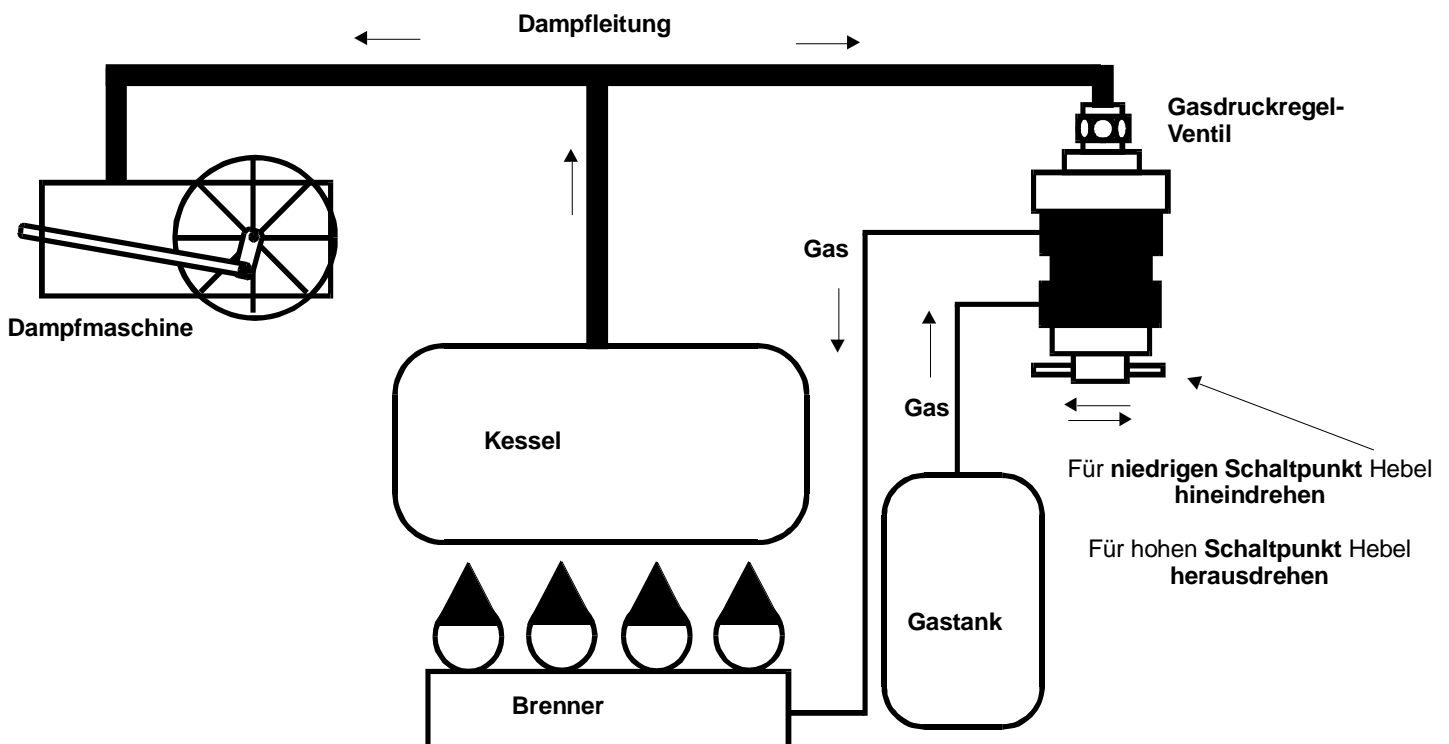 Dampfleitung
Gasdruckregel-
Ventil
Gas
Dampfmaschine
Gas
Kessel
Für niedrigen Schaltpunkt Hebel
hineindrehen
Für hohen Schaltpunkt Hebel
herausdrehen
Gastank
Brenner